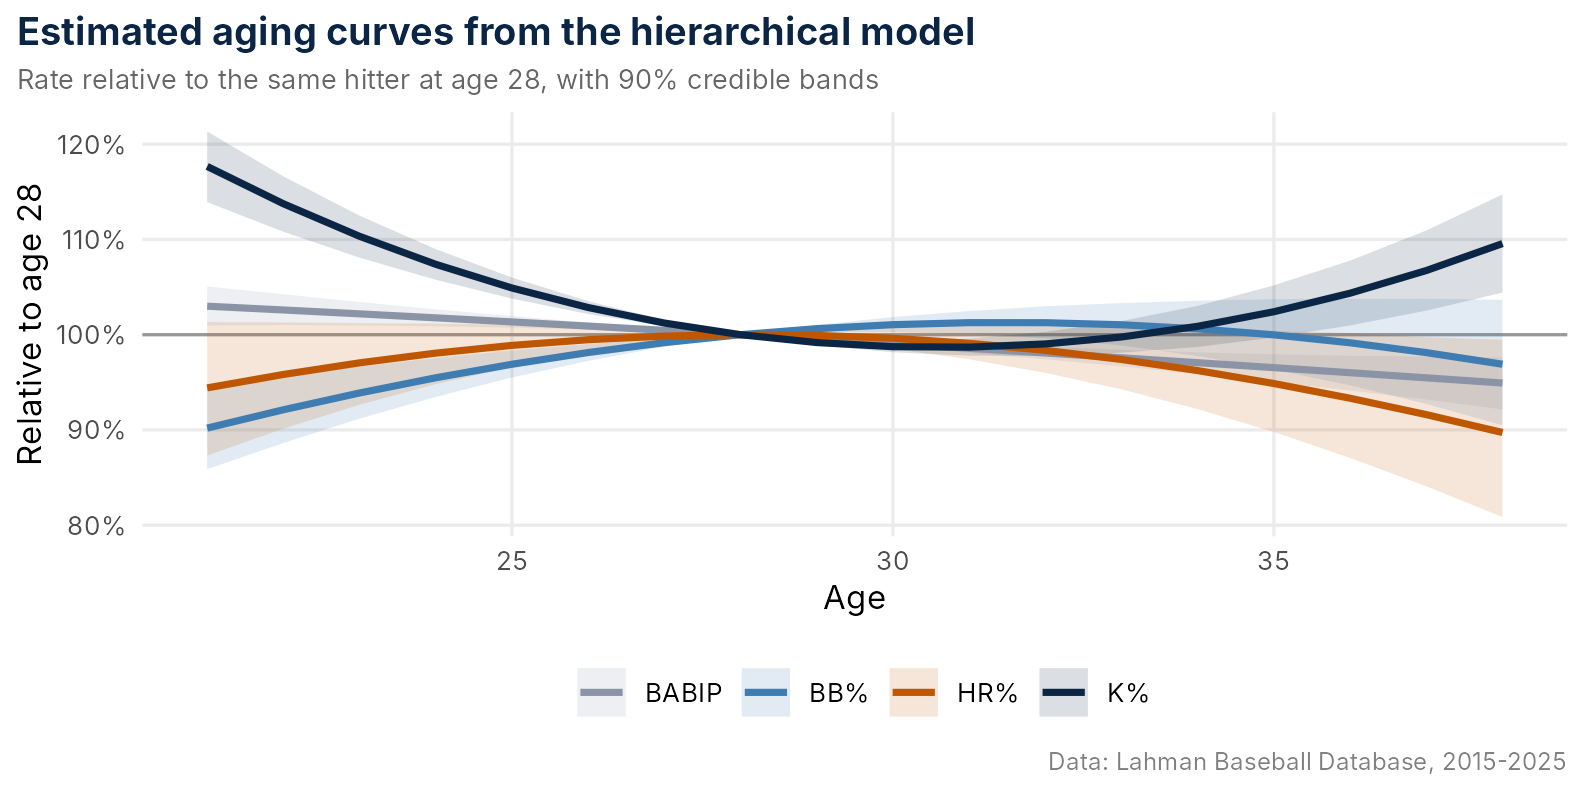 Estimated aging curves from the hierarchical model
Rate relative to the same hitter at age 28, with 90% credible bands
Relative to age 28
120%
110%
100%
90%
80%
25 30 35
Age
BABIP BB% HR% K%
Data: Lahman Baseball Database, 2015-2025